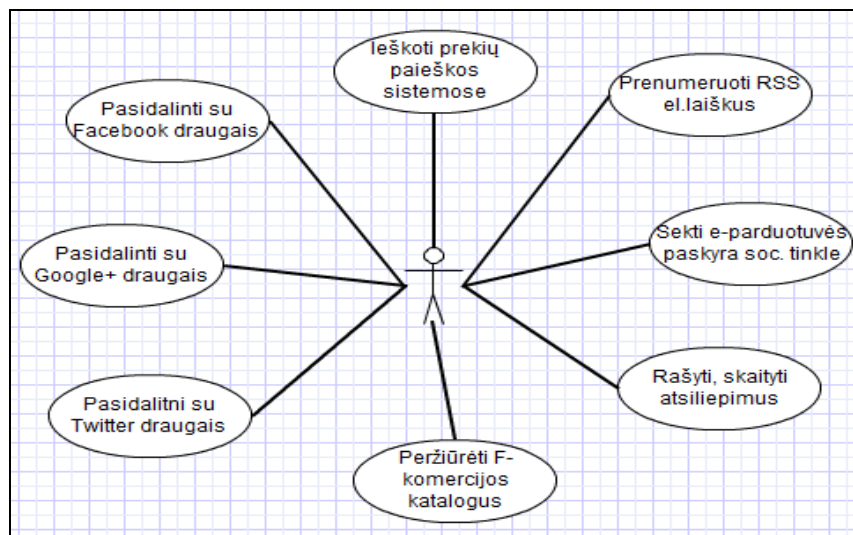 Ieškoti prekių
paieškos
sistemose
Prenumeruoti RSS
el.laiškus
Pasidalinti su
Facebook draugais
Sekti e-parduotuvės
paskyra soc. tinkle
Pasidalinti su
Google+ draugais
Rašyti, skaityti
atsiliepimus
Pasidalitni su
Twitter draugais
Peržiūrėti F-
komercijos
katalogus